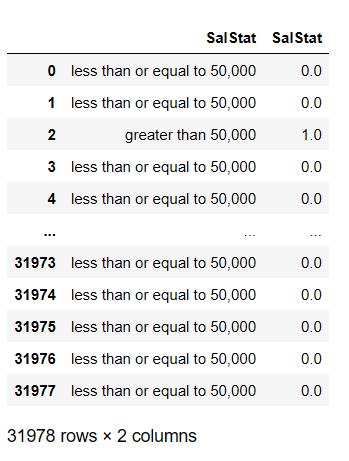 SalStat SalStat
0 less than or equal to 50,000 0.0
1 less than or equal to 50,000 0.0
2 greater than 50,000 1.0
3 less than or equal to 50,000 0.0
4 less than or equal to 50,000 0.0
... ... ...
31973 less than or equal to 50,000 0.0
31974 less than or equal to 50,000 0.0
31975 less than or equal to 50,000 0.0
31976 less than or equal to 50,000 0.0
31977 less than or equal to 50,000 0.0
31978 rows × 2 columns